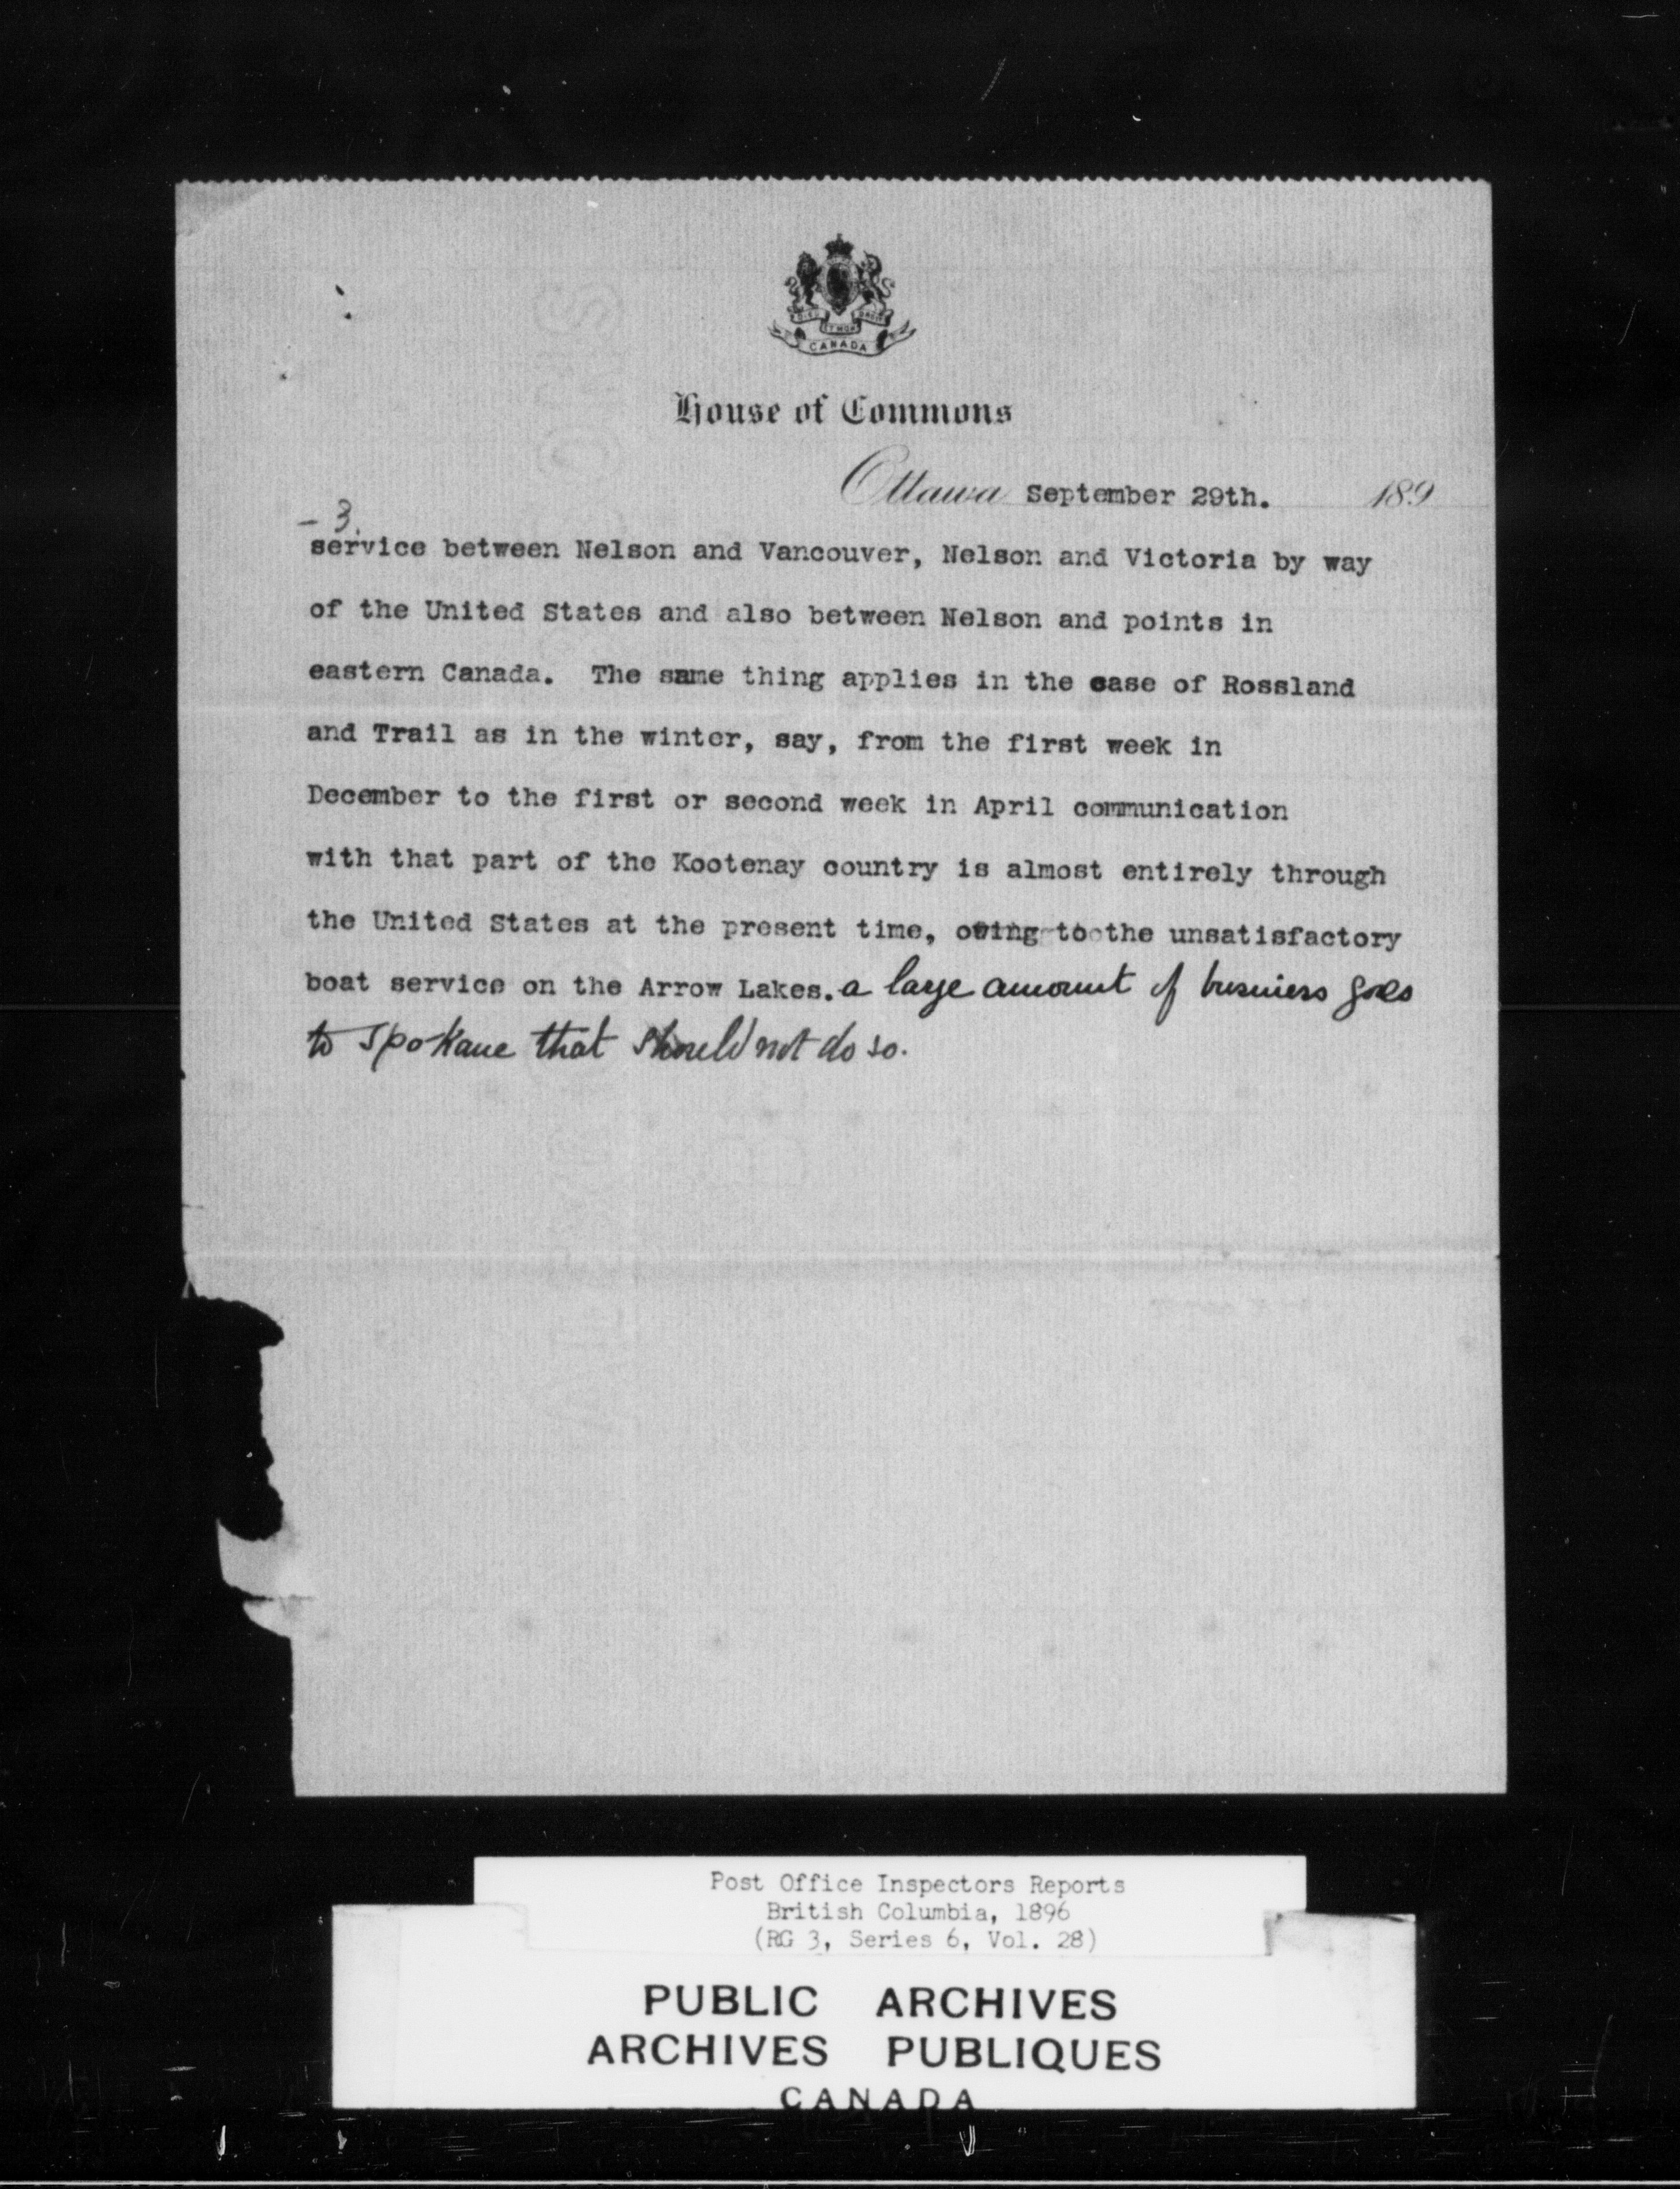 DIEU ET MON DROIT
CANADA
House of Commons
Ottawa September 29th. 189
- 3.
service between Nelson and Vancouver, Nelson and Victoria by way
of the United States and also between Nelson and points in
eastern Canada. The same thing applies in the case of Rossland
and Trail as in the winter, say, from the first week in
December to the first or second week in April communication
with that part of the Kootenay country is almost entirely through
the United States at the present time, owing to the unsatisfactory
boat service on the Arrow Lakes. a large amount of business goes
to Spokane that should not do so.
Post Office Inspectors Reports
British Columbia, 1896
(RG 3, Series 6, Vol. 28)
PUBLIC ARCHIVES
ARCHIVES PUBLIQUES
CANADA